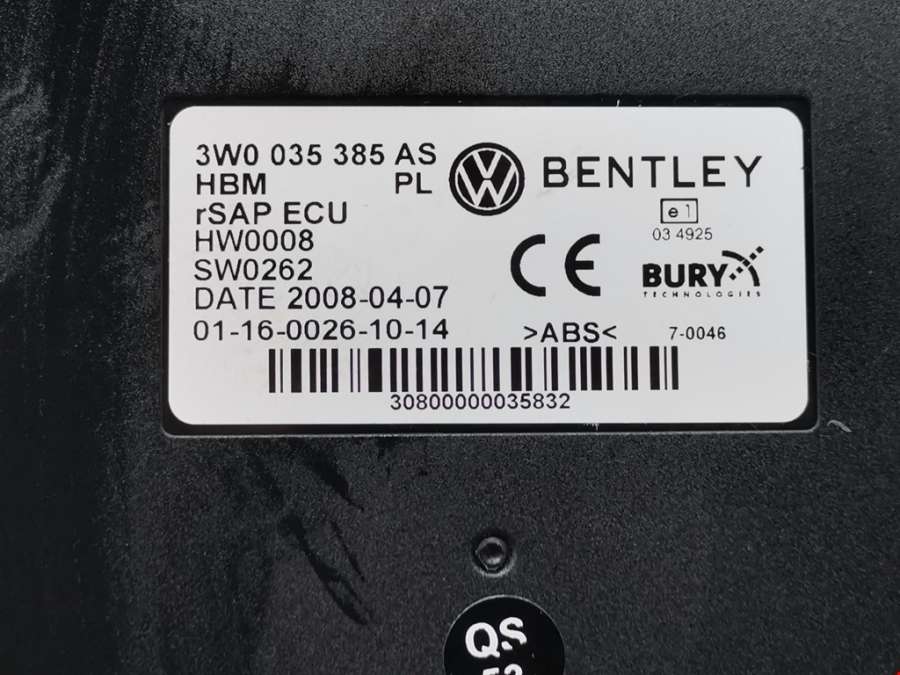 3W0 035 385 AS
HBM PL
rSAP ECU
HW0008
SW0262
DATE 2008-04-07
01-16-0026-10-14
BENTLEY
e1
03 4925
CE
BURY
TECHNOLOGIES
>ABS<
7-0046
30800000035832
QS